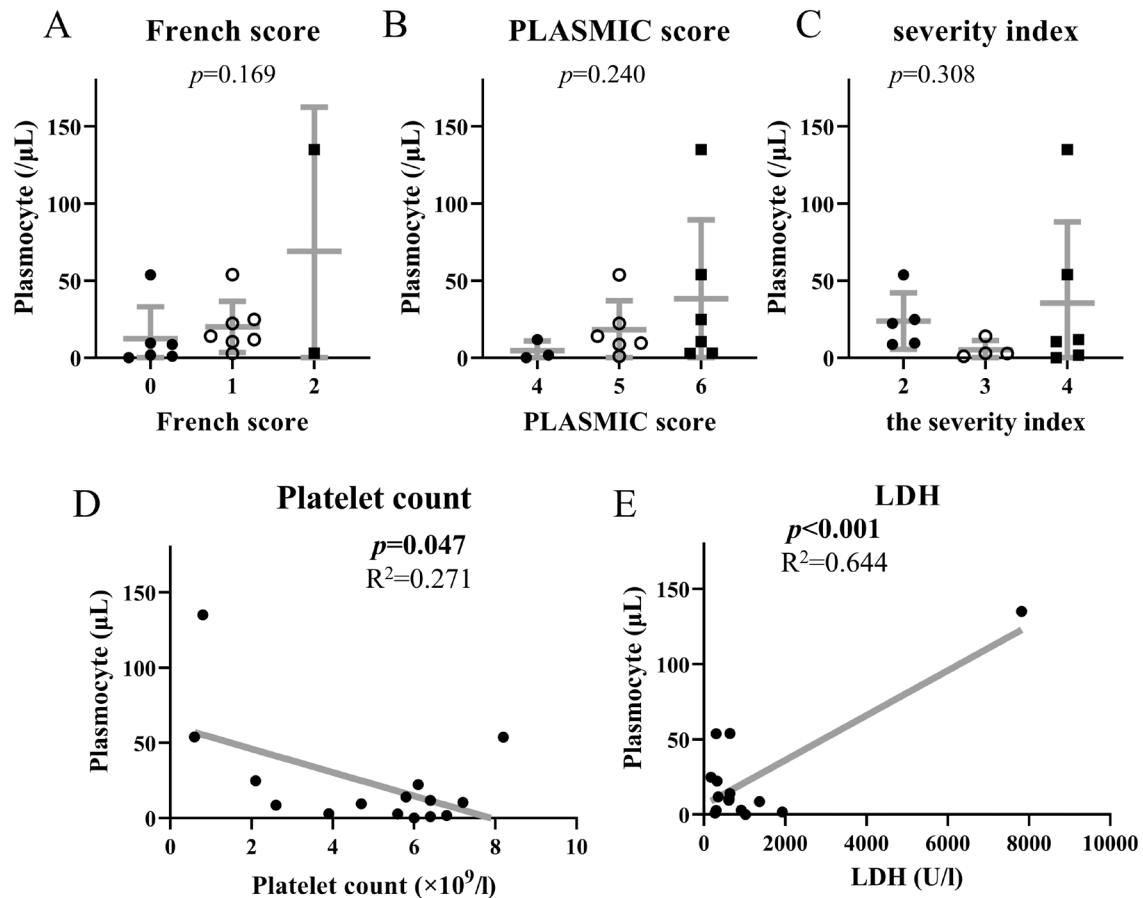 A
French score
p=0.169
Plasmocyte (/μL)
150
100
50
0
0
1
2
French score
B
PLASMIC score
p=0.240
Plasmocyte (/μL)
150
100
50
0
4
5
6
PLASMIC score
C
severity index
p=0.308
Plasmocyte (/μL)
150
100
50
0
2
3
4
the severity index
D
Platelet count
p=0.047
R²=0.271
Plasmocyte (μL)
150
100
50
0
0
2
4
6
8
10
Platelet count (×10⁹/l)
E
LDH
p<0.001
R²=0.644
Plasmocyte (μL)
150
100
50
0
0
2000
4000
6000
8000
10000
LDH (U/l)